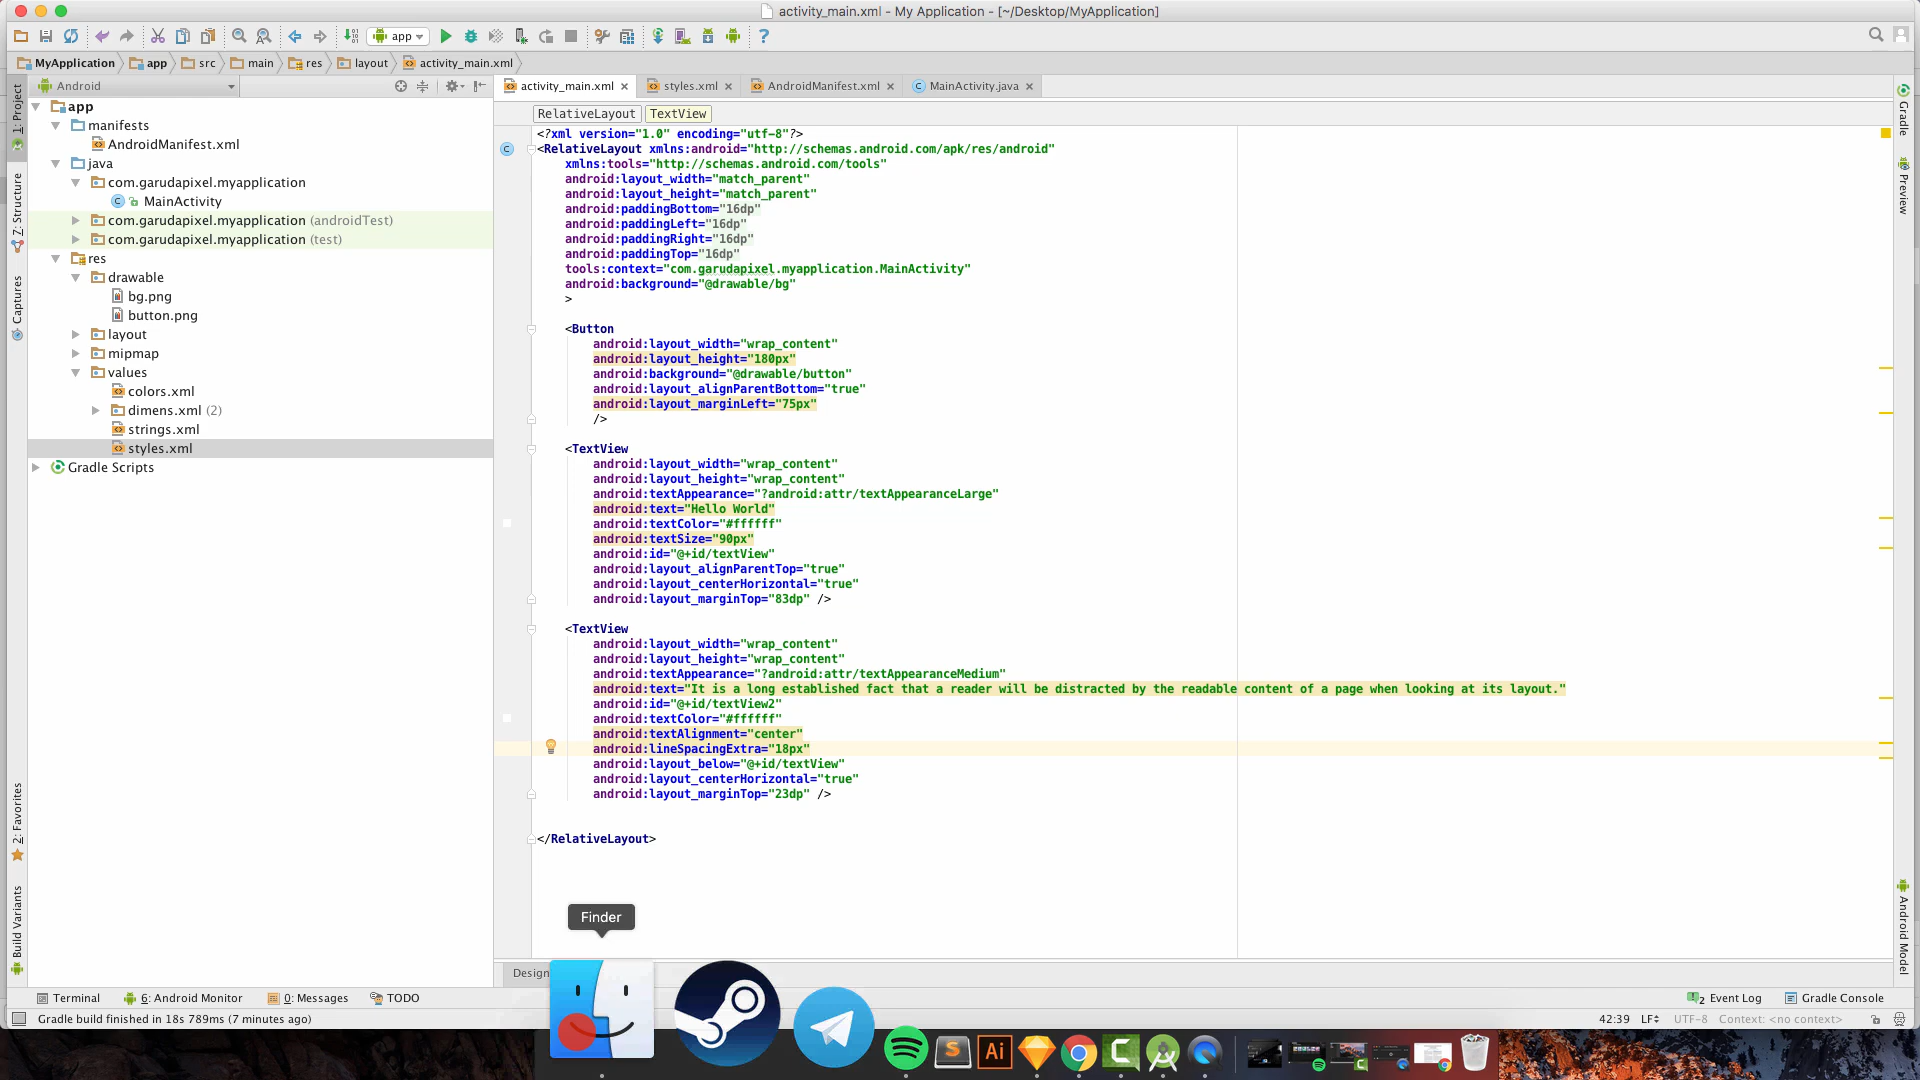 activity_main.xml - My Application - [~/Desktop/MyApplication]
app
MyApplication app src main res layout activity_main.xml
Android
activity_main.xml styles.xml AndroidManifest.xml MainActivity.java
RelativeLayout TextView
1: Project
Z: Structure
Captures
2: Favorites
Build Variants
app
manifests
AndroidManifest.xml
java
com.garudapixel.myapplication
MainActivity
com.garudapixel.myapplication (androidTest)
com.garudapixel.myapplication (test)
res
drawable
bg.png
button.png
layout
mipmap
values
colors.xml
dimens.xml (2)
strings.xml
styles.xml
Gradle Scripts
<?xml version="1.0" encoding="utf-8"?>
<RelativeLayout xmlns:android="http://schemas.android.com/apk/res/android"
xmlns:tools="http://schemas.android.com/tools"
android:layout_width="match_parent"
android:layout_height="match_parent"
android:paddingBottom="16dp"
android:paddingLeft="16dp"
android:paddingRight="16dp"
android:paddingTop="16dp"
tools:context="com.garudapixel.myapplication.MainActivity"
android:background="@drawable/bg"
>
<Button
android:layout_width="wrap_content"
android:layout_height="180px"
android:background="@drawable/button"
android:layout_alignParentBottom="true"
android:layout_marginLeft="75px"
/>
<TextView
android:layout_width="wrap_content"
android:layout_height="wrap_content"
android:textAppearance="?android:attr/textAppearanceLarge"
android:text="Hello World"
android:textColor="#ffffff"
android:textSize="90px"
android:id="@+id/textView"
android:layout_alignParentTop="true"
android:layout_centerHorizontal="true"
android:layout_marginTop="83dp" />
<TextView
android:layout_width="wrap_content"
android:layout_height="wrap_content"
android:textAppearance="?android:attr/textAppearanceMedium"
android:text="It is a long established fact that a reader will be distracted by the readable content of a page when looking at its layout."
android:id="@+id/textView2"
android:textColor="#ffffff"
android:textAlignment="center"
android:lineSpacingExtra="18px"
android:layout_below="@+id/textView"
android:layout_centerHorizontal="true"
android:layout_marginTop="23dp" />
</RelativeLayout>
Gradle
Preview
Android Model
Finder
Design
Terminal 6: Android Monitor 0: Messages TODO
2 Event Log Gradle Console
Gradle build finished in 18s 789ms (7 minutes ago)
42:39 LF UTF-8 Context: <no context>
S
Ai
C